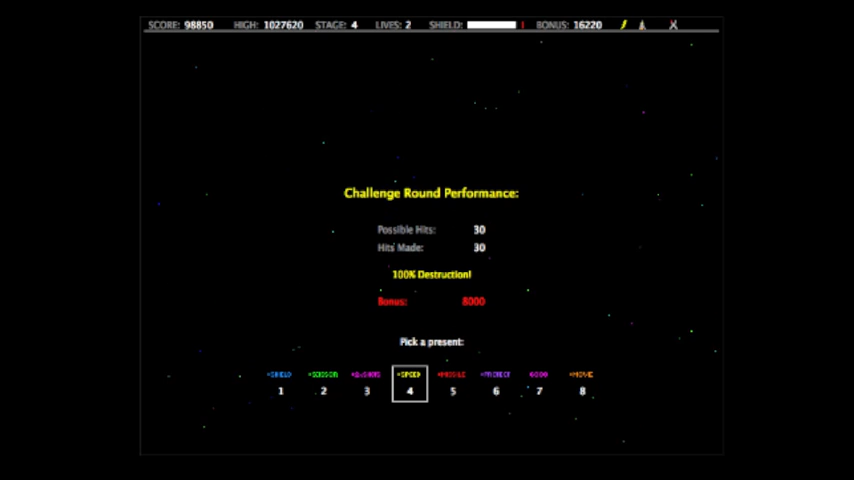 SCORE: 98850 HIGH: 1027620 STAGE: 4 LIVES: 2 SHIELD: BONUS: 16220
Challenge Round Performance:
Possible Hits: 30
Hits Made: 30
100% Destruction!
Bonus: 8000
Pick a present:
+SHIELD +SPEED +MISSILE +PROTECT 6000 +MOVE
1 2 3 4 5 6 7 8